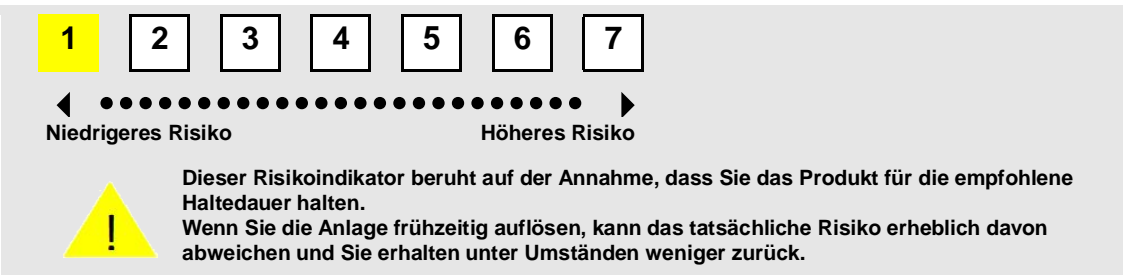 1 2 3 4 5 6 7
Niedrigeres Risiko Höheres Risiko
Dieser Risikoindikator beruht auf der Annahme, dass Sie das Produkt für die empfohlene
Haltedauer halten.
Wenn Sie die Anlage frühzeitig auflösen, kann das tatsächliche Risiko erheblich davon
abweichen und Sie erhalten unter Umständen weniger zurück.
!